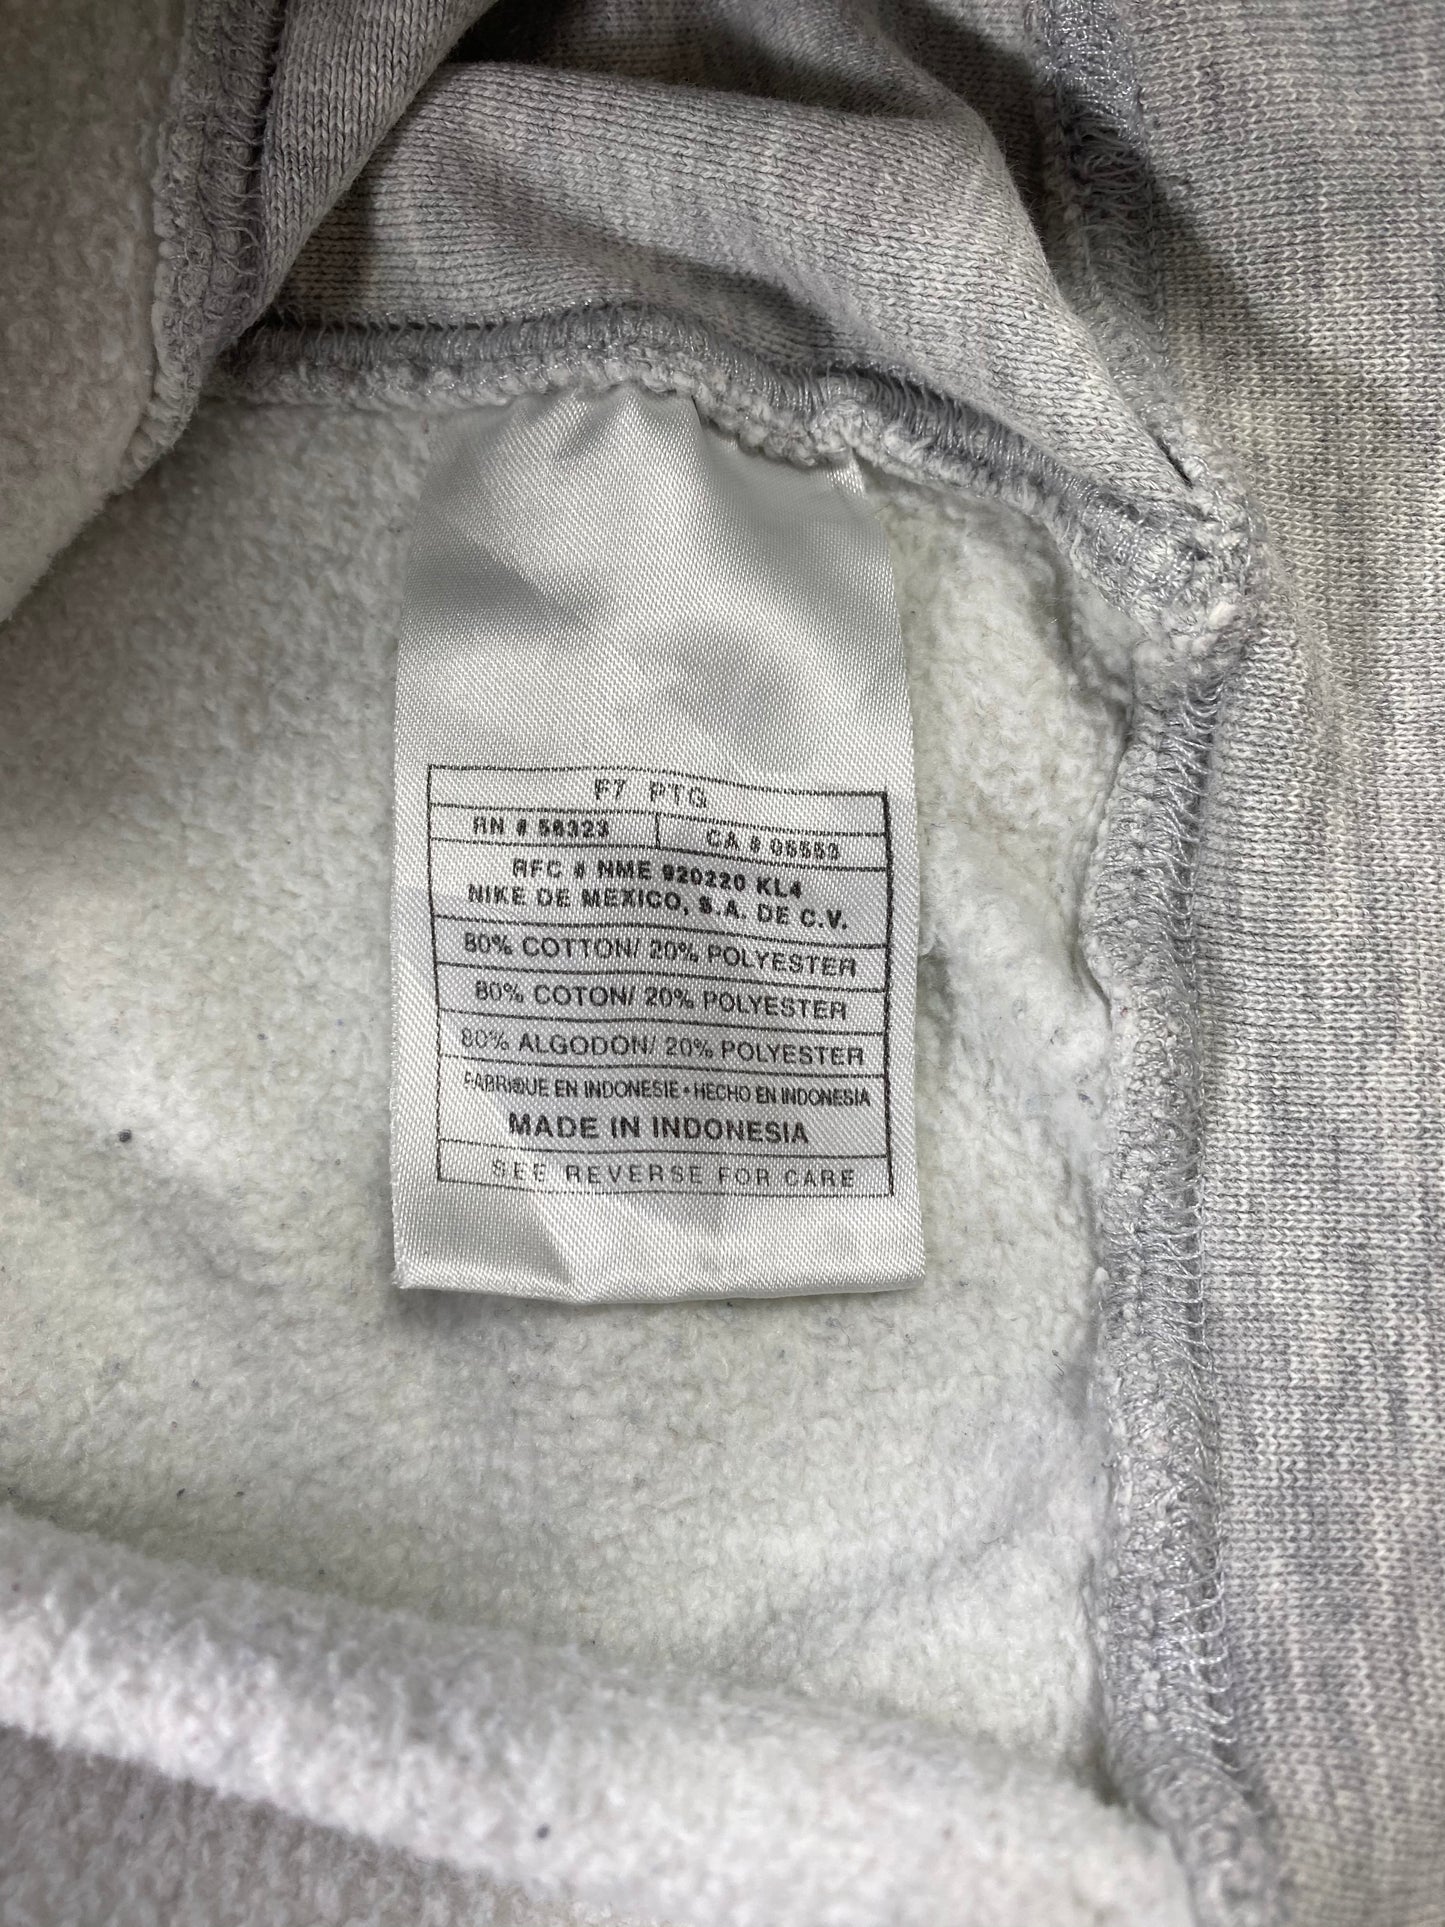 F7 PTG
RN # 56323 CA # 05553
RFC # NME 920220 KL4
NIKE DE MEXICO, S.A. DE C.V.
80% COTTON/ 20% POLYESTER
80% COTON/ 20% POLYESTER
80% ALGODON/ 20% POLYESTER
FABRIQUE EN INDONESIE • HECHO EN INDONESIA
MADE IN INDONESIA
SEE REVERSE FOR CARE